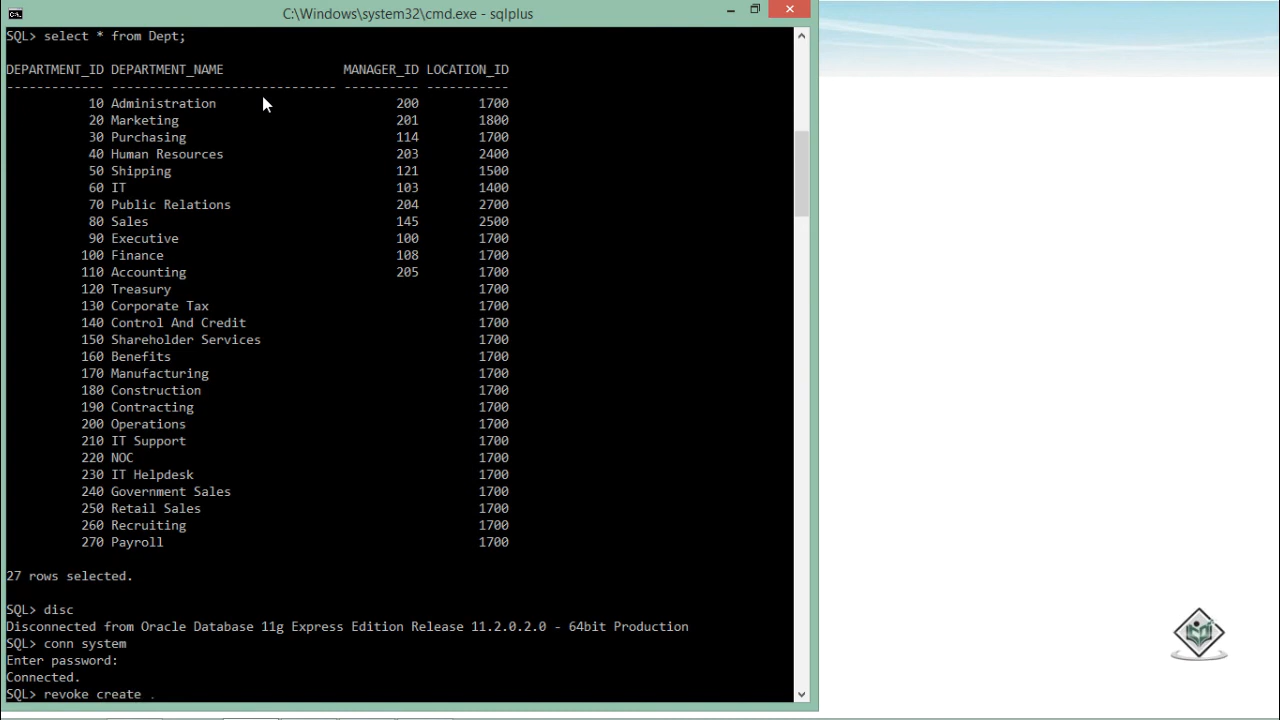 C:\Windows\system32\cmd.exe - sqlplus
SQL> select * from Dept;
DEPARTMENT_ID DEPARTMENT_NAME                MANAGER_ID LOCATION_ID
------------- ------------------------------ ---------- -----------
           10 Administration                        200        1700
           20 Marketing                             201        1800
           30 Purchasing                            114        1700
           40 Human Resources                       203        2400
           50 Shipping                              121        1500
           60 IT                                    103        1400
           70 Public Relations                      204        2700
           80 Sales                                 145        2500
           90 Executive                             100        1700
          100 Finance                               108        1700
          110 Accounting                            205        1700
          120 Treasury                                         1700
          130 Corporate Tax                                    1700
          140 Control And Credit                               1700
          150 Shareholder Services                             1700
          160 Benefits                                         1700
          170 Manufacturing                                    1700
          180 Construction                                     1700
          190 Contracting                                      1700
          200 Operations                                       1700
          210 IT Support                                       1700
          220 NOC                                              1700
          230 IT Helpdesk                                      1700
          240 Government Sales                                 1700
          250 Retail Sales                                     1700
          260 Recruiting                                       1700
          270 Payroll                                          1700
27 rows selected.
SQL> disc
Disconnected from Oracle Database 11g Express Edition Release 11.2.0.2.0 - 64bit Production
SQL> conn system
Enter password:
Connected.
SQL> revoke create .